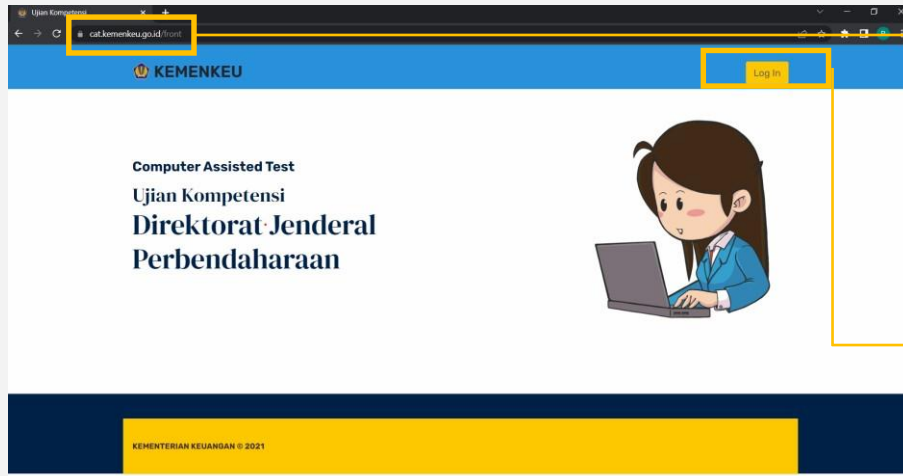 Ujian Kompetensi
cat.kemenkeu.go.id/front
KEMENKEU
Log In
Computer Assisted Test
Ujian Kompetensi
Direktorat Jenderal
Perbendaharaan
KEMENTERIAN KEUANGAN © 2021